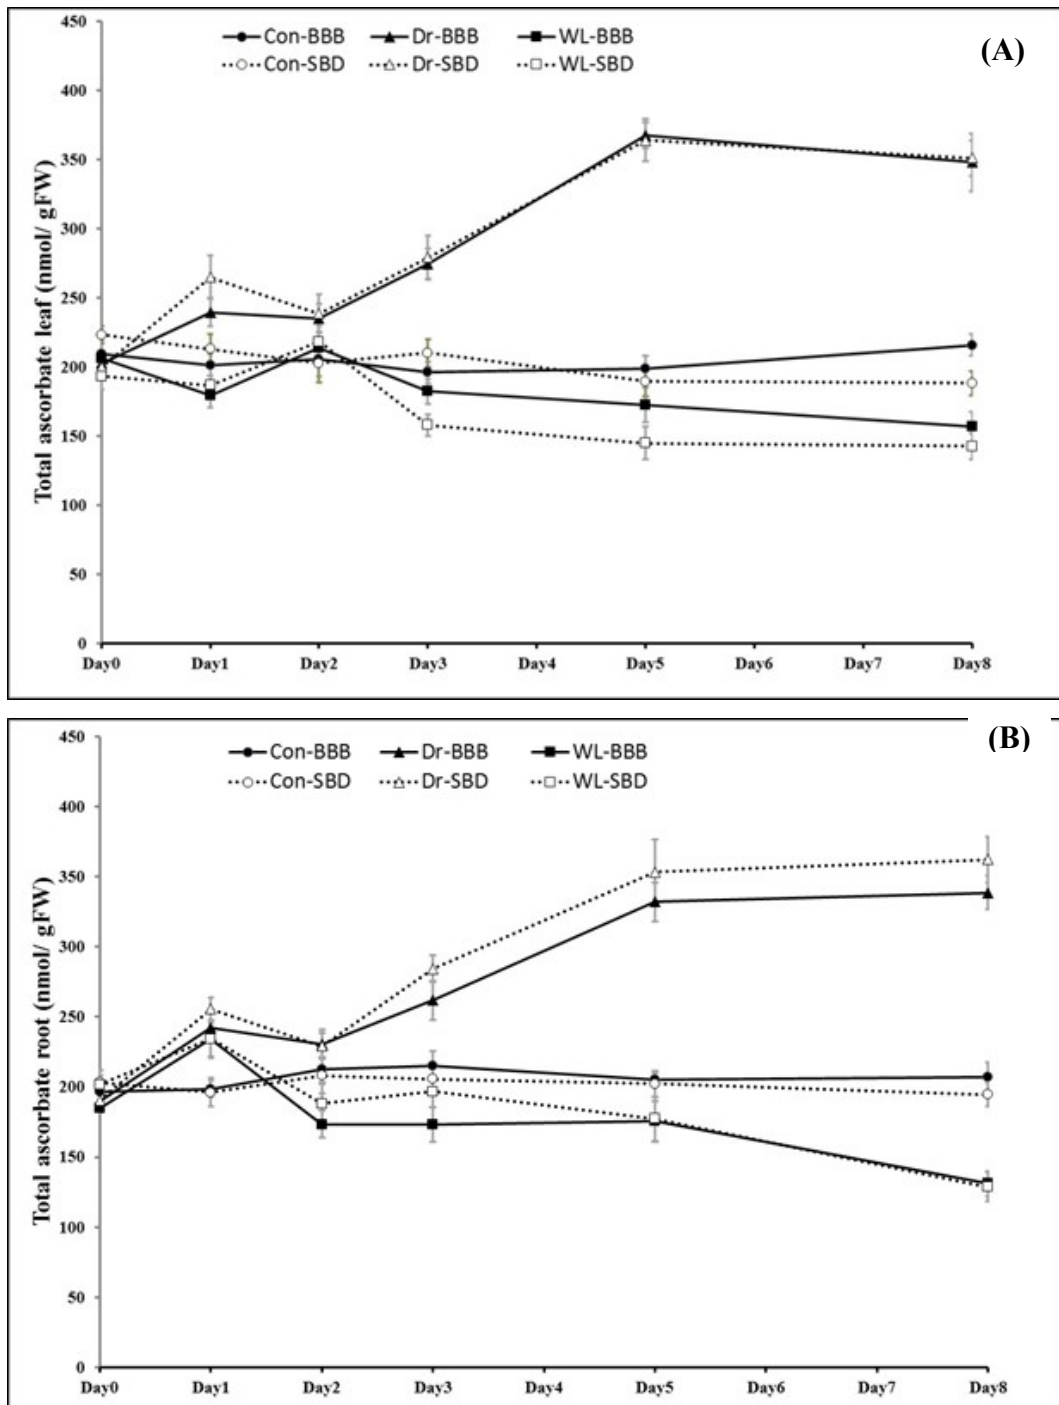 450
400
350
300
250
200
150
100
50
0
Total ascorbate leaf (nmol/ gFW)
Con-BBB Dr-BBB WL-BBB
Con-SBD Dr-SBD WL-SBD
(A)
Day0 Day1 Day2 Day3 Day4 Day5 Day6 Day7 Day8
450
400
350
300
250
200
150
100
50
0
Total ascorbate root (nmol/ gFW)
Con-BBB Dr-BBB WL-BBB
Con-SBD Dr-SBD WL-SBD
(B)
Day0 Day1 Day2 Day3 Day4 Day5 Day6 Day7 Day8